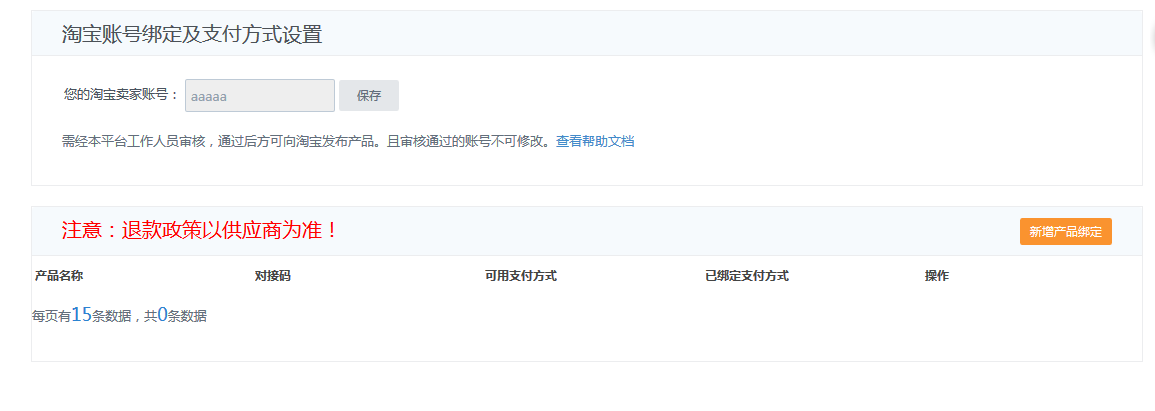 淘宝账号绑定及支付方式设置
您的淘宝卖家账号： aaaaa 保存
需经本平台工作人员审核，通过后方可向淘宝发布产品。且审核通过的账号不可修改。查看帮助文档
注意：退款政策以供应商为准！ 新增产品绑定
产品名称 对接码 可用支付方式 已绑定支付方式 操作
每页有15条数据，共0条数据